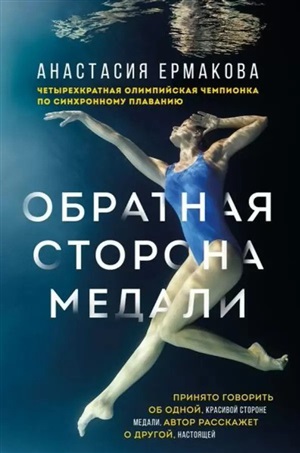 АНАСТАСИЯ ЕРМАКОВА
ЧЕТЫРЕХКРАТНАЯ ОЛИМПИЙСКАЯ ЧЕМПИОНКА
ПО СИНХРОННОМУ ПЛАВАНИЮ
ОБРАТНАЯ
СТОРОНА
МЕДАЛИ
ПРИНЯТО ГОВОРИТЬ
ОБ ОДНОЙ, КРАСИВОЙ СТОРОНЕ
МЕДАЛИ. АВТОР РАССКАЖЕТ
О ДРУГОЙ, НАСТОЯЩЕЙ